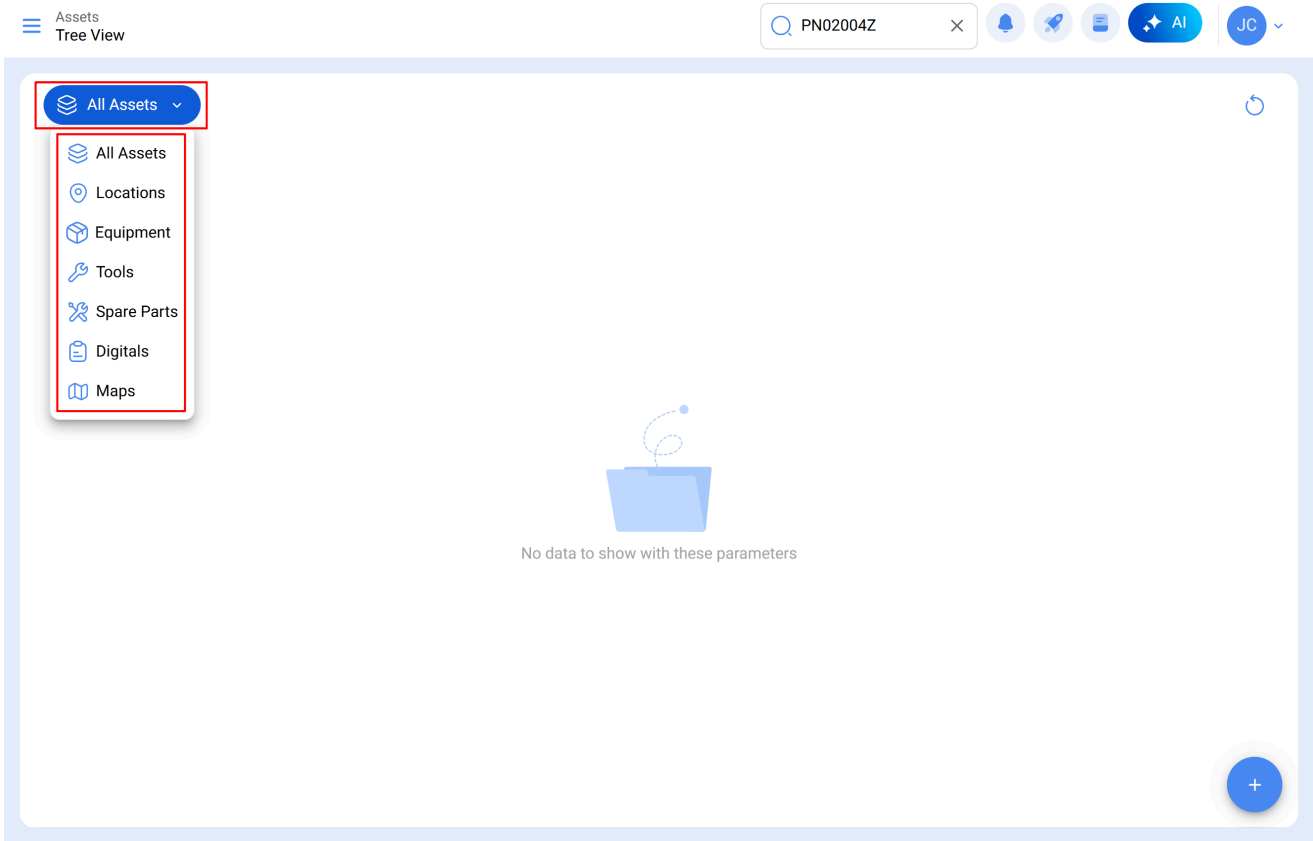 Assets
Tree View
PN02004Z
AI
JC
All Assets
All Assets
Locations
Equipment
Tools
Spare Parts
Digitals
Maps
No data to show with these parameters